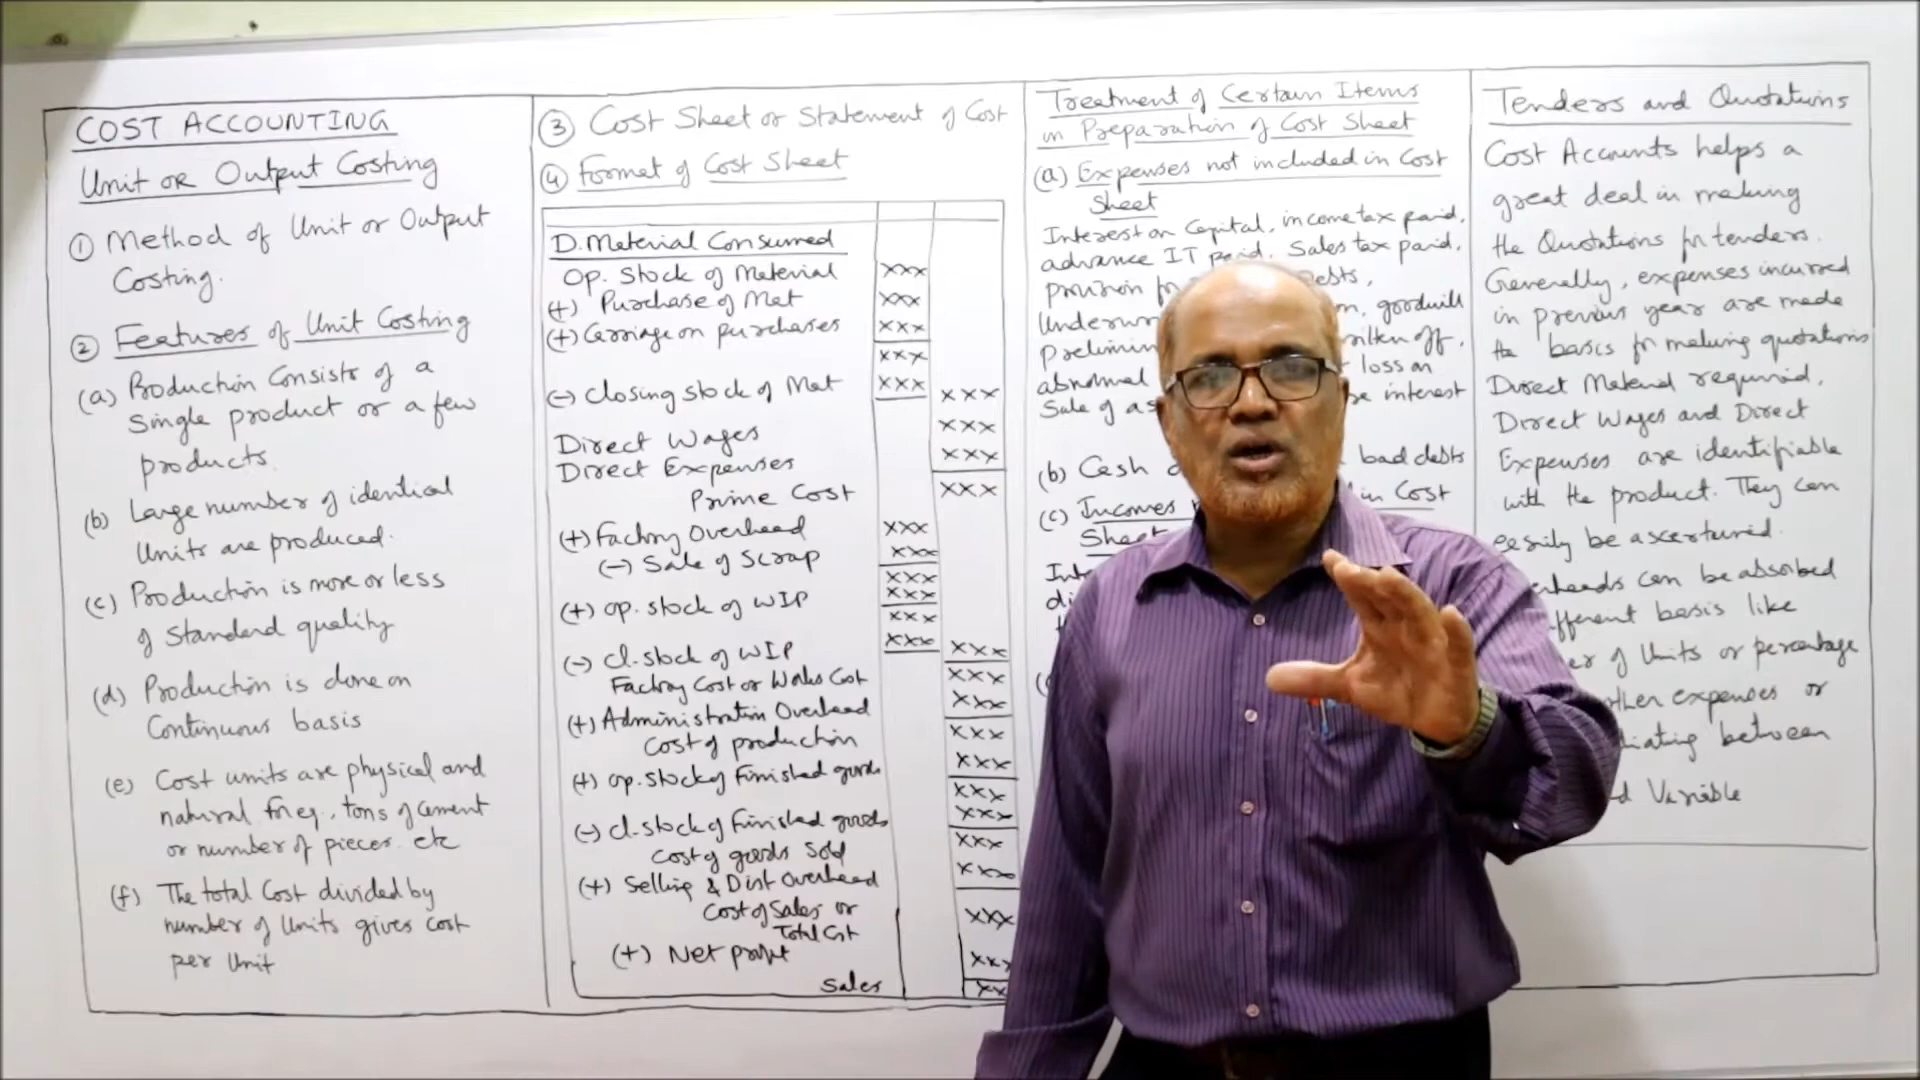 COST ACCOUNTING
Unit or Output Costing
① Method of Unit or Output
Costing.
② Features of Unit Costing
(a) Production Consists of a
Single product or a few
products.
(b) Large number of identical
Units are produced.
(c) Production is more or less
of Standard quality
(d) Production is done on
Continuous basis
(e) Cost units are physical and
natural for eg., tons of cement
or number of pieces. etc
(f) The total Cost divided by
number of Units gives cost
per Unit
③ Cost Sheet or Statement of Cost
④ Format of Cost Sheet
D. Material Consumed
Op. Stock of Material xxx
(+) Purchase of Mat xxx
(+) Carriage on purchases xxx
xxx
(-) Closing stock of Mat xxx xxx
Direct Wages xxx
Direct Expenses xxx
Prime Cost xxx
(+) Factory Overhead xxx
(-) Sale of Scrap xxx
xxx
(+) Op. stock of WIP xxx
xxx
(-) Cl. stock of WIP xxx xxx
Factory Cost or Works Cost xxx
(+) Administration Overhead xxx
Cost of production xxx
(+) Op. stock of Finished goods xxx
xxx
(-) Cl. stock of Finished goods xxx
Cost of goods Sold xxx
(+) Selling & Dist Overhead xxx
Cost of Sales or
Total Cost xxx
(+) Net profit xxx
Sales xx
Treatment of Certain Items
in Preparation of Cost Sheet
(a) Expenses not included in Cost
Sheet
Interest on Capital, income tax paid,
advance IT paid, Sales tax paid,
provision debts,
goodwill
off,
abnormal loss on
Sale of interest
(b) Cash bad debts
(c) Incomes in Cost
Sheet
Tenders and Quotations
Cost Accounts helps a
great deal in making
the Quotations for tenders.
Generally, expenses incurred
in previous year are made
the basis for making quotations
Direct Material required,
Direct Wages and Direct
Expenses are identifiable
with the product. They can
easily be ascertained.
can be absorbed
basis like
of Units or percentage
expenses or
between
Variable